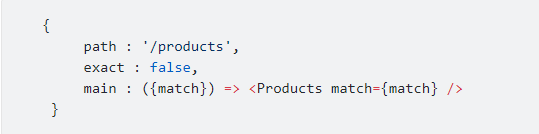 {
path : '/products',
exact : false,
main : ({match}) => <Products match={match} />
}